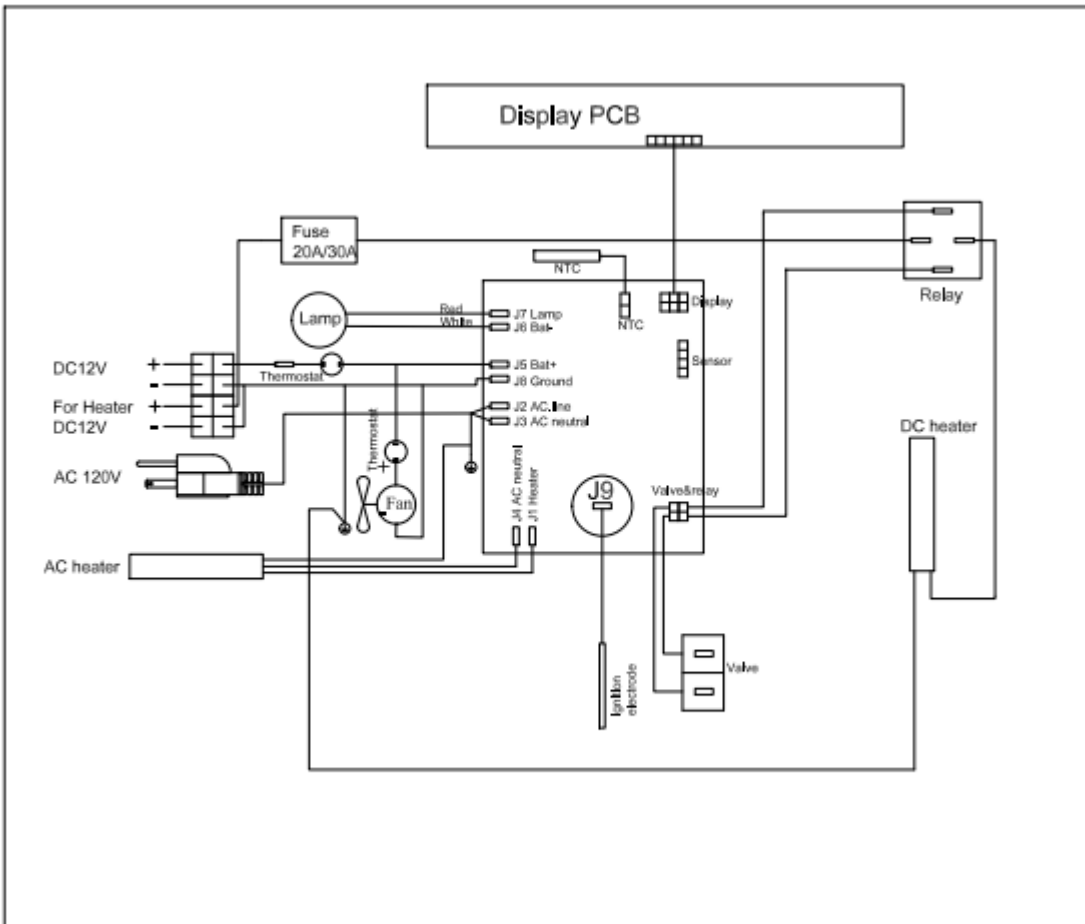 Display PCB
Fuse
20A/30A
Relay
NTC
Lamp
Red
White
J7 Lamp
J6 Bat-
NTC
Display
Sensor
DC12V + -
For Heater +
DC12V -
Thermostat
J5 Bat+
J8 Ground
J2 AC line
J3 AC neutral
AC 120V
Thermostat
+
Fan
-
J4 AC neutral
J1 Heater
J9
Valve&relay
DC heater
AC heater
Ignition
electrode
Valve